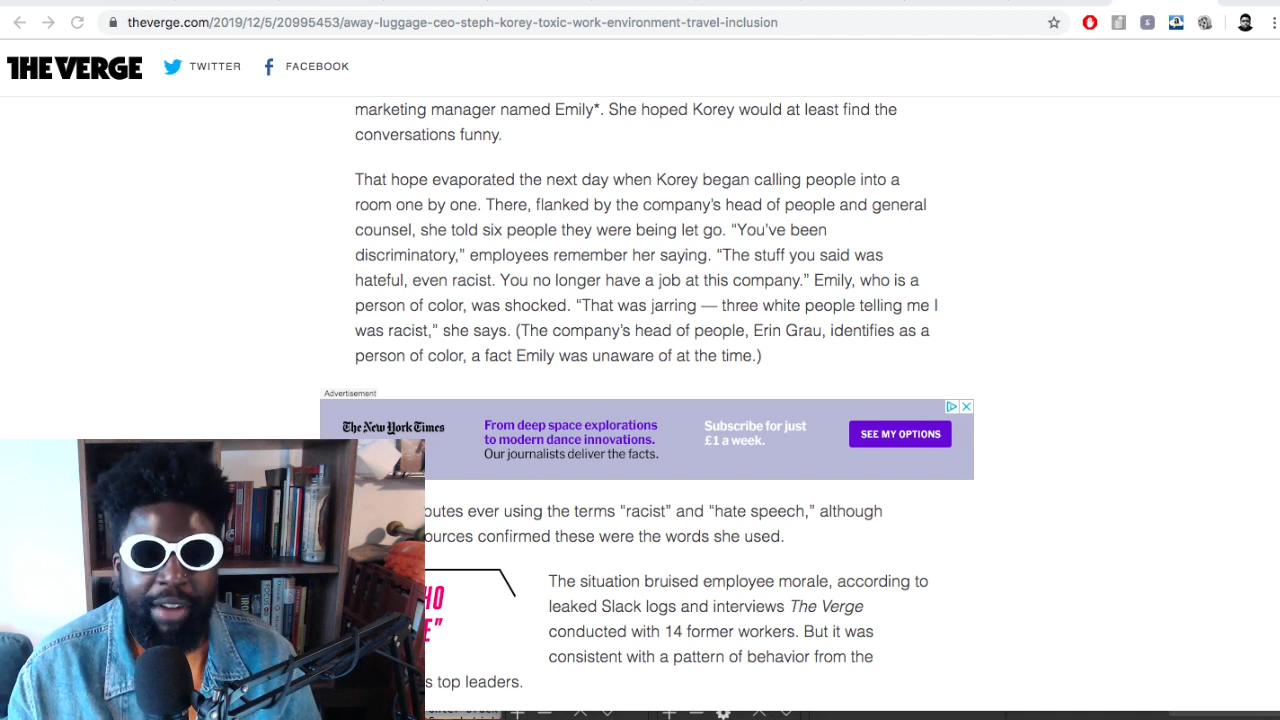 theverge.com/2019/12/5/20995453/away-luggage-ceo-steph-korey-toxic-work-environment-travel-inclusion
THE VERGE TWITTER FACEBOOK
marketing manager named Emily*. She hoped Korey would at least find the
conversations funny.
That hope evaporated the next day when Korey began calling people into a
room one by one. There, flanked by the company’s head of people and general
counsel, she told six people they were being let go. “You’ve been
discriminatory,” employees remember her saying. “The stuff you said was
hateful, even racist. You no longer have a job at this company.” Emily, who is a
person of color, was shocked. “That was jarring — three white people telling me I
was racist,” she says. (The company’s head of people, Erin Grau, identifies as a
person of color, a fact Emily was unaware of at the time.)
Advertisement
The New York Times
From deep space explorations
to modern dance innovations.
Our journalists deliver the facts.
Subscribe for just
£1 a week.
SEE MY OPTIONS
butes ever using the terms “racist” and “hate speech,” although
ources confirmed these were the words she used.
HO
E”
The situation bruised employee morale, according to
leaked Slack logs and interviews The Verge
conducted with 14 former workers. But it was
consistent with a pattern of behavior from the
s top leaders.